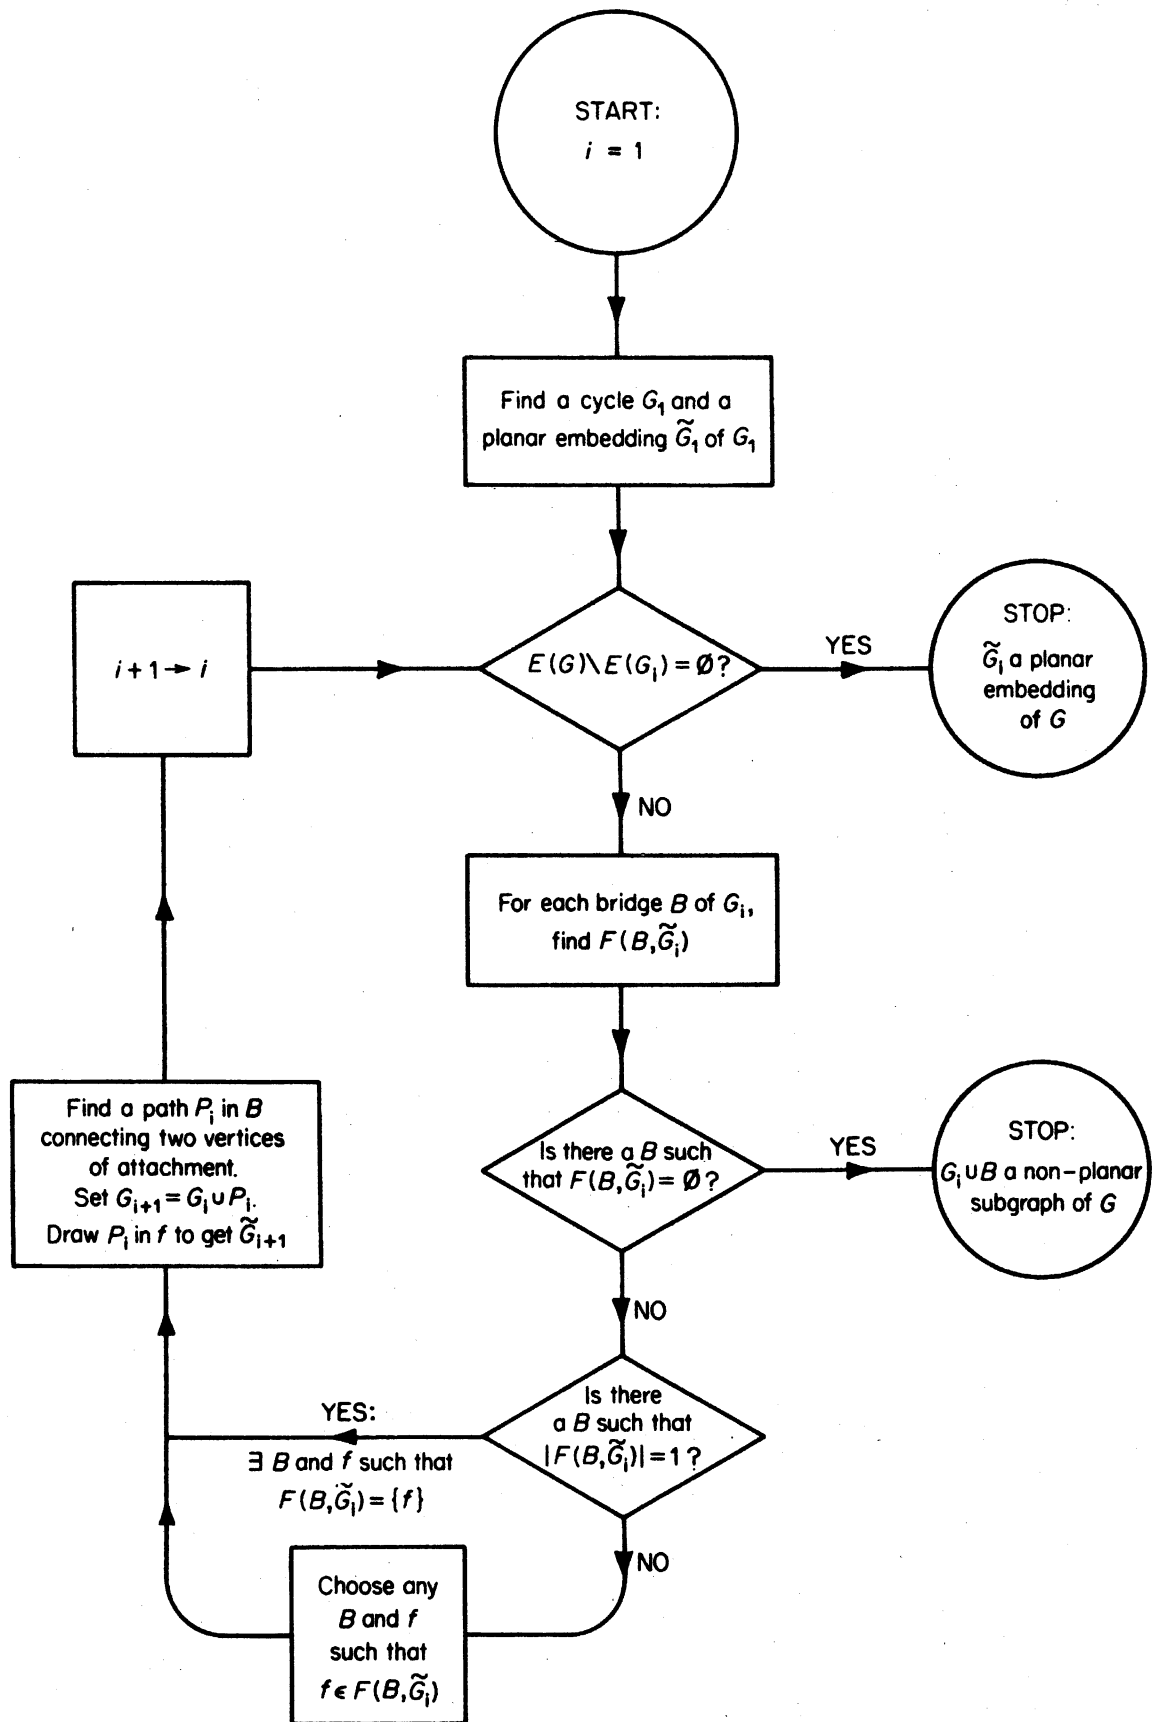 START:
i = 1
Find a cycle G₁ and a
planar embedding G̃₁ of G₁
i + 1 → i
E(G)\E(Gᵢ) = ∅?
YES
STOP:
G̃ᵢ a planar
embedding
of G
NO
For each bridge B of Gᵢ,
find F(B,G̃ᵢ)
Find a path Pᵢ in B
connecting two vertices
of attachment.
Set Gᵢ₊₁ = Gᵢ ∪ Pᵢ.
Draw Pᵢ in f to get G̃ᵢ₊₁
Is there a B such
that F(B,G̃ᵢ) = ∅?
YES
STOP:
Gᵢ ∪ B a non-planar
subgraph of G
NO
Is there
a B such that
|F(B,G̃ᵢ)| = 1?
YES:
∃ B and f such that
F(B,G̃ᵢ) = {f}
NO
Choose any
B and f
such that
f ϵ F(B,G̃ᵢ)